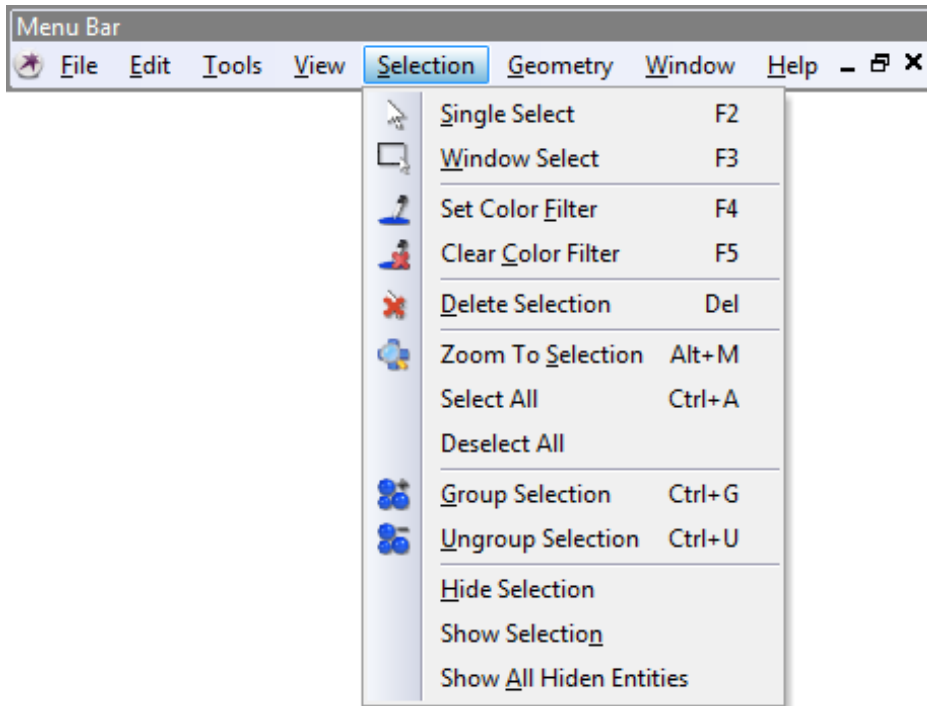 Menu Bar
File Edit Tools View Selection Geometry Window Help
Single Select F2
Window Select F3
Set Color Filter F4
Clear Color Filter F5
Delete Selection Del
Zoom To Selection Alt+M
Select All Ctrl+A
Deselect All
Group Selection Ctrl+G
Ungroup Selection Ctrl+U
Hide Selection
Show Selection
Show All Hiden Entities